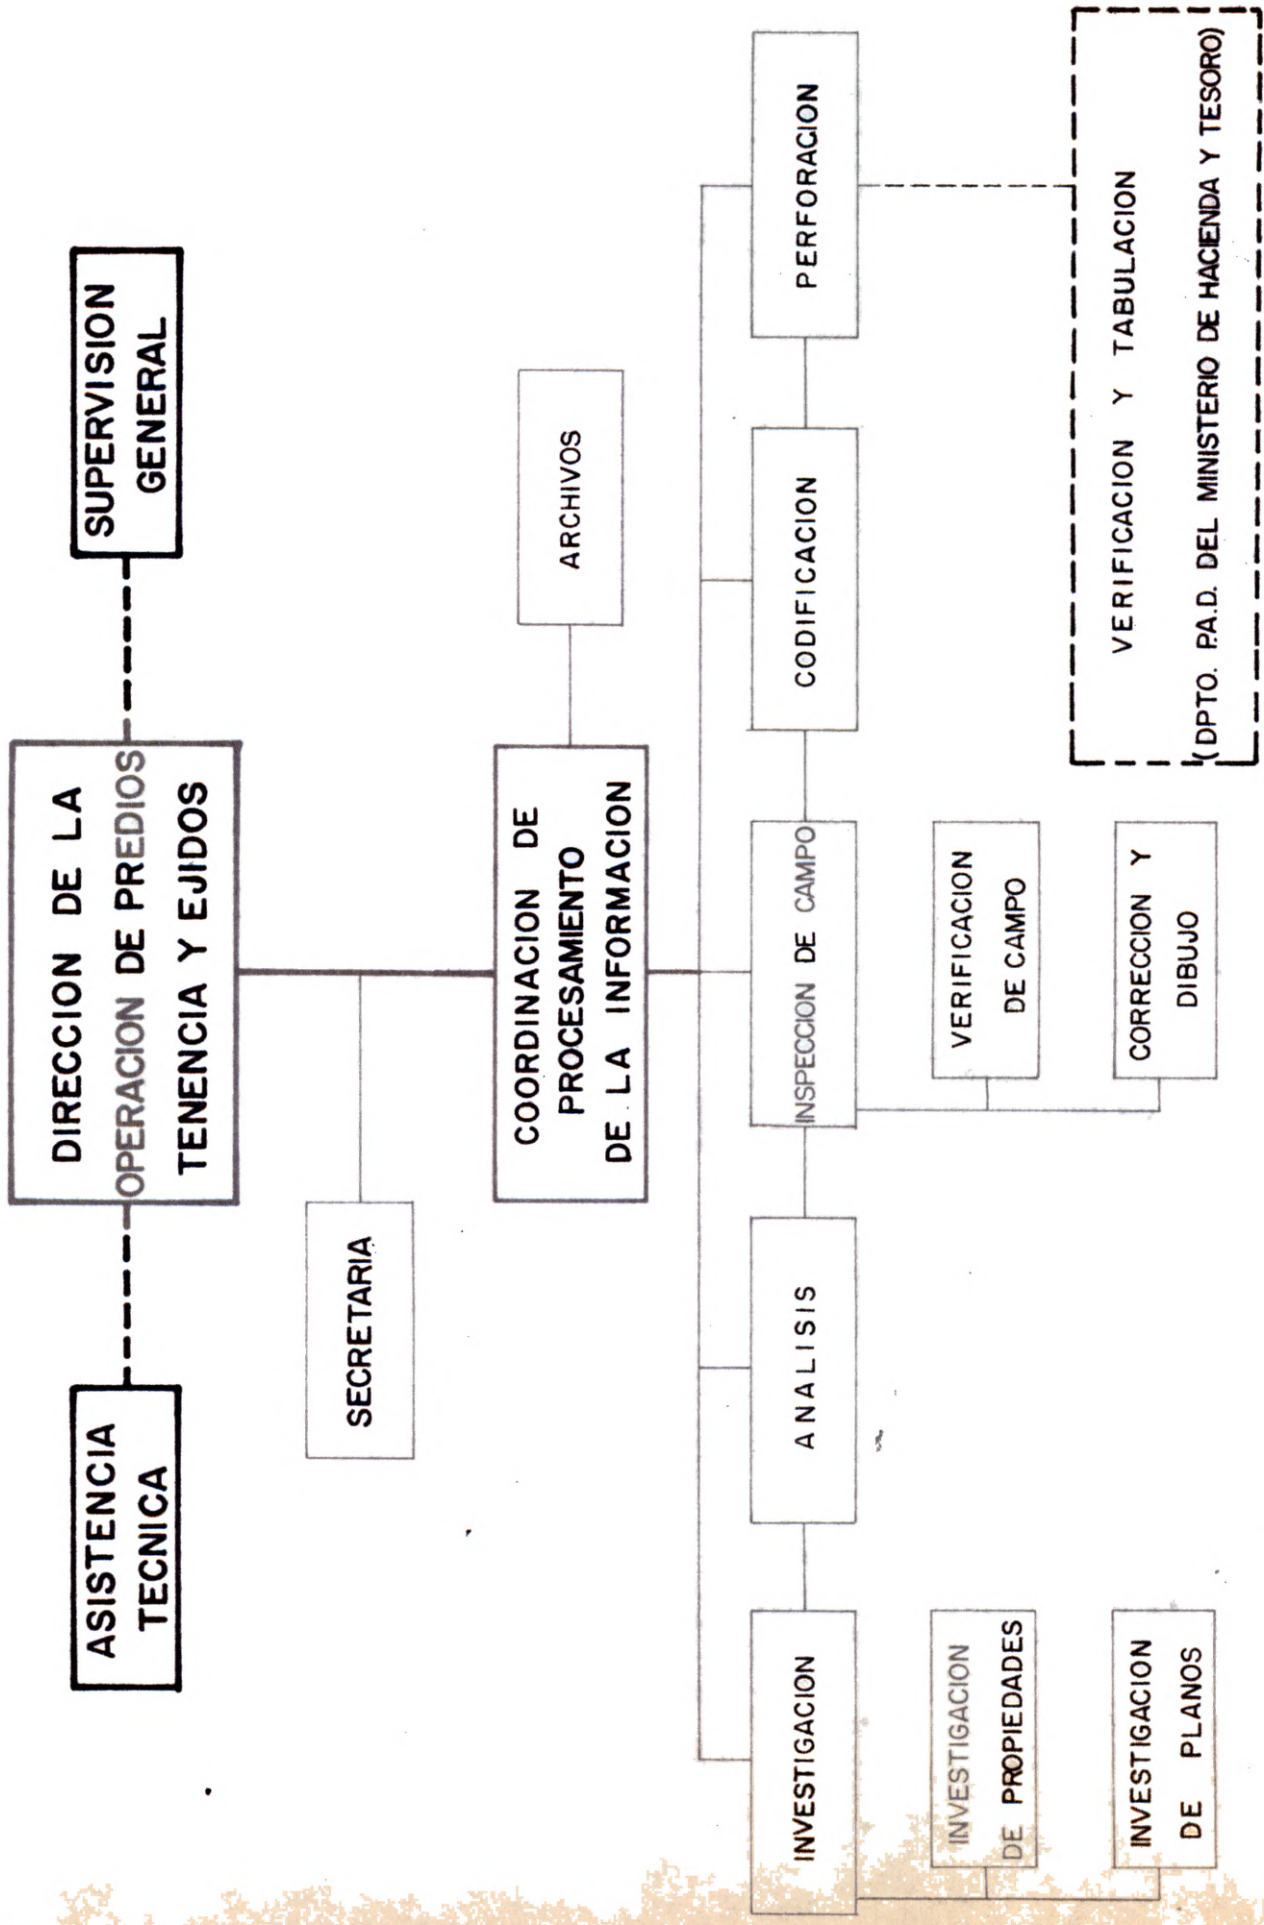 ASISTENCIA
TECNICA
DIRECCION DE LA
OPERACION DE PREDIOS
TENENCIA Y EJIDOS
SUPERVISION
GENERAL
SECRETARIA
COORDINACION DE
PROCESAMIENTO
DE LA INFORMACION
ARCHIVOS
INVESTIGACION
ANALISIS
INSPECCION DE CAMPO
CODIFICACION
PERFORACION
INVESTIGACION
DE PROPIEDADES
INVESTIGACION
DE PLANOS
VERIFICACION
DE CAMPO
CORRECCION Y
DIBUJO
VERIFICACION Y TABULACION
(DPTO. P.A.D. DEL MINISTERIO DE HACIENDA Y TESORO)